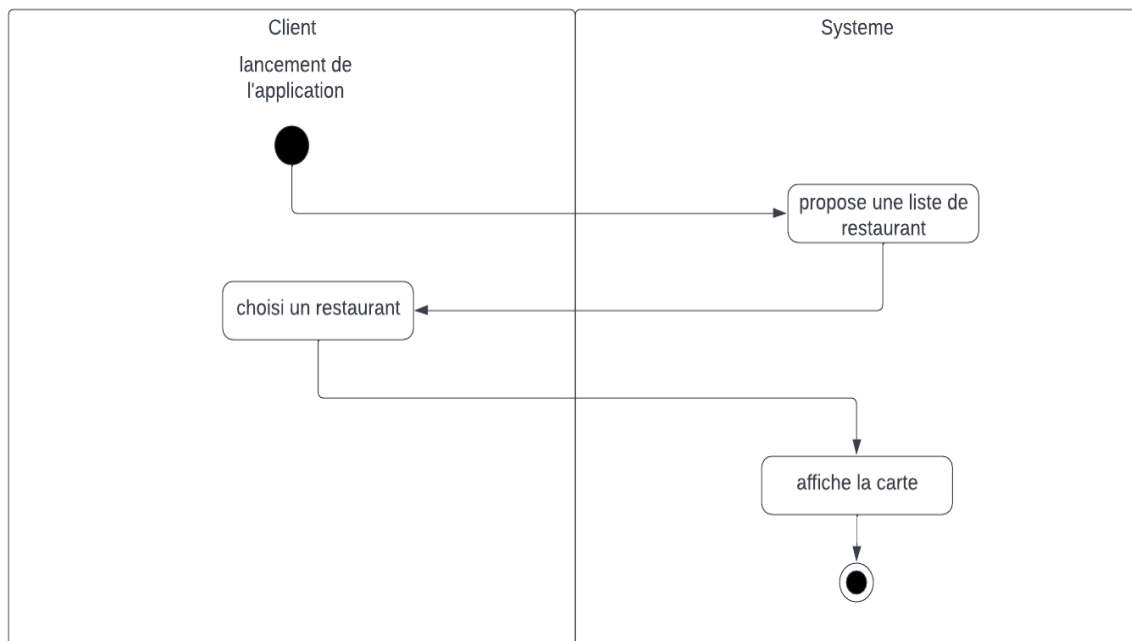 Client
Systeme
lancement de
l'application
propose une liste de
restaurant
choisi un restaurant
affiche la carte